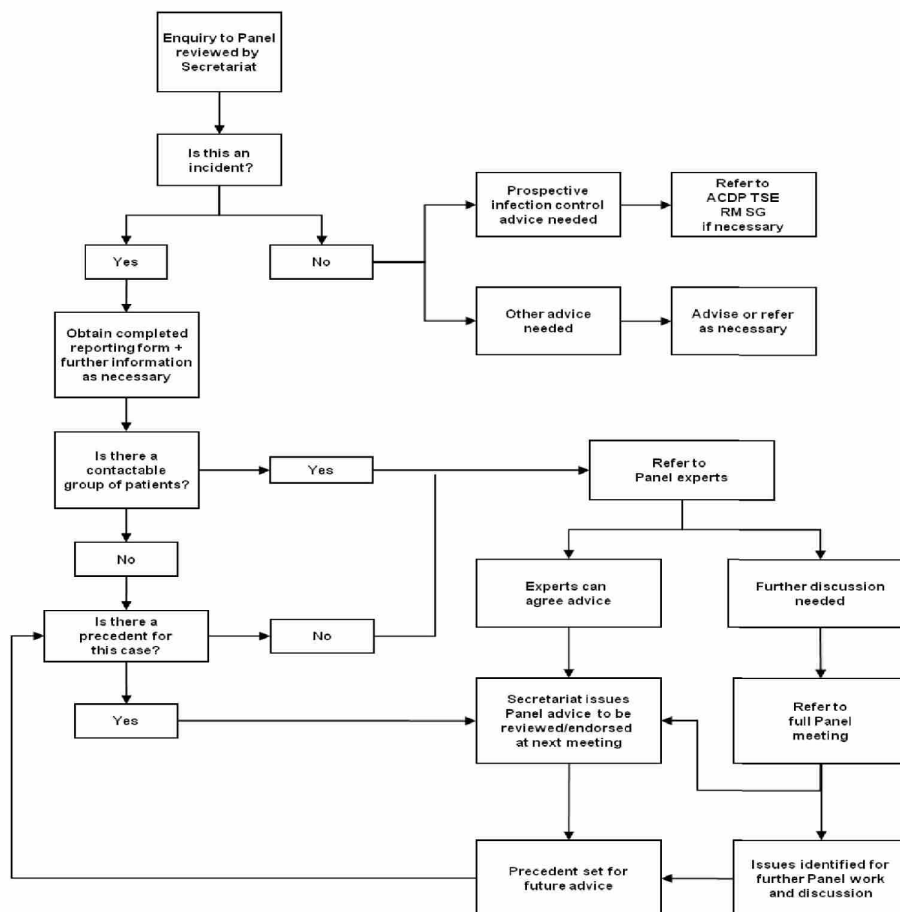 Enquiry to Panel
reviewed by
Secretariat
Is this an
incident?
Prospective
infection control
advice needed
Refer to
ACDP TSE
RM SG
if necessary
Yes
No
Obtain completed
reporting form +
further information
as necessary
Other advice
needed
Advise or refer
as necessary
Is there a
contactable
group of patients?
Yes
Refer to
Panel experts
No
Experts can
agree advice
Further discussion
needed
Is there a
precedent for
this case?
No
Yes
Secretariat issues
Panel advice to be
reviewed/endorsed
at next meeting
Refer to
full Panel
meeting
Precedent set for
future advice
Issues identified for
further Panel work
and discussion